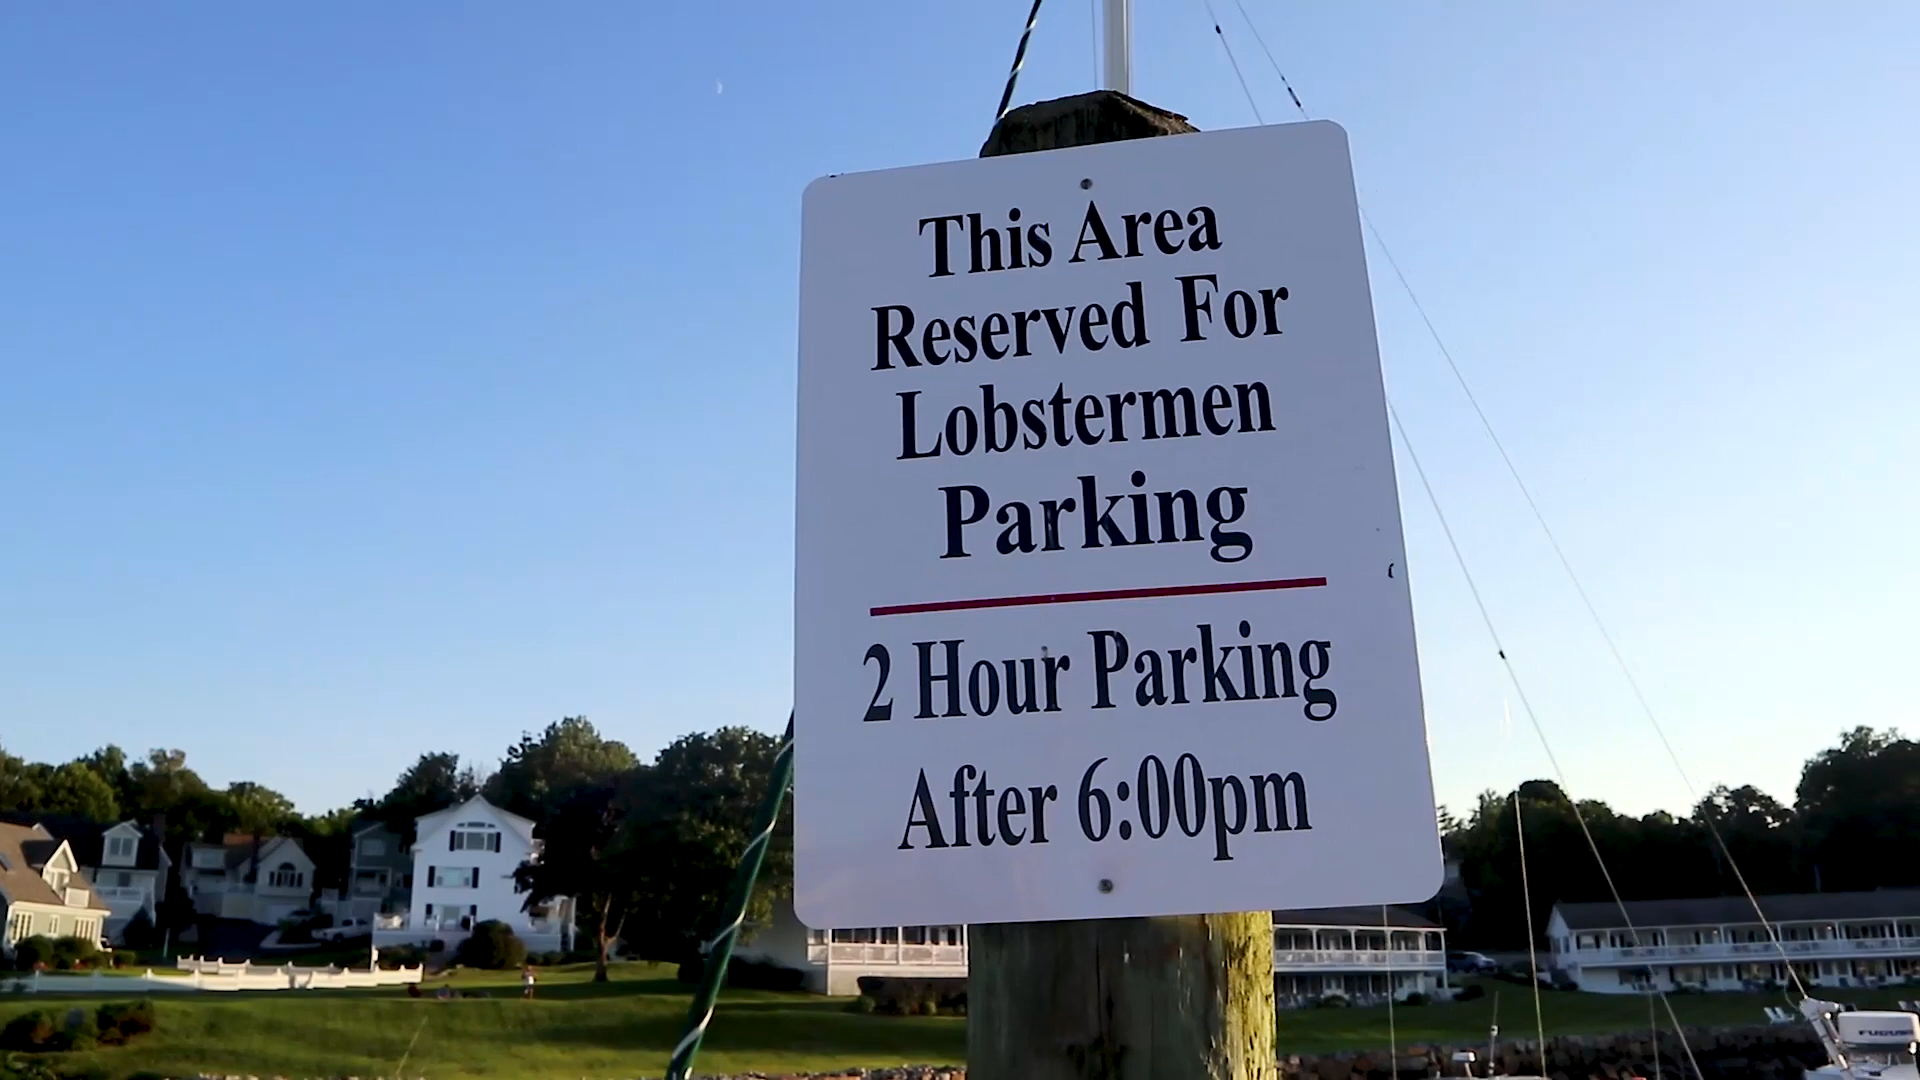 This Area
Reserved For
Lobstermen
Parking
2 Hour Parking
After 6:00pm